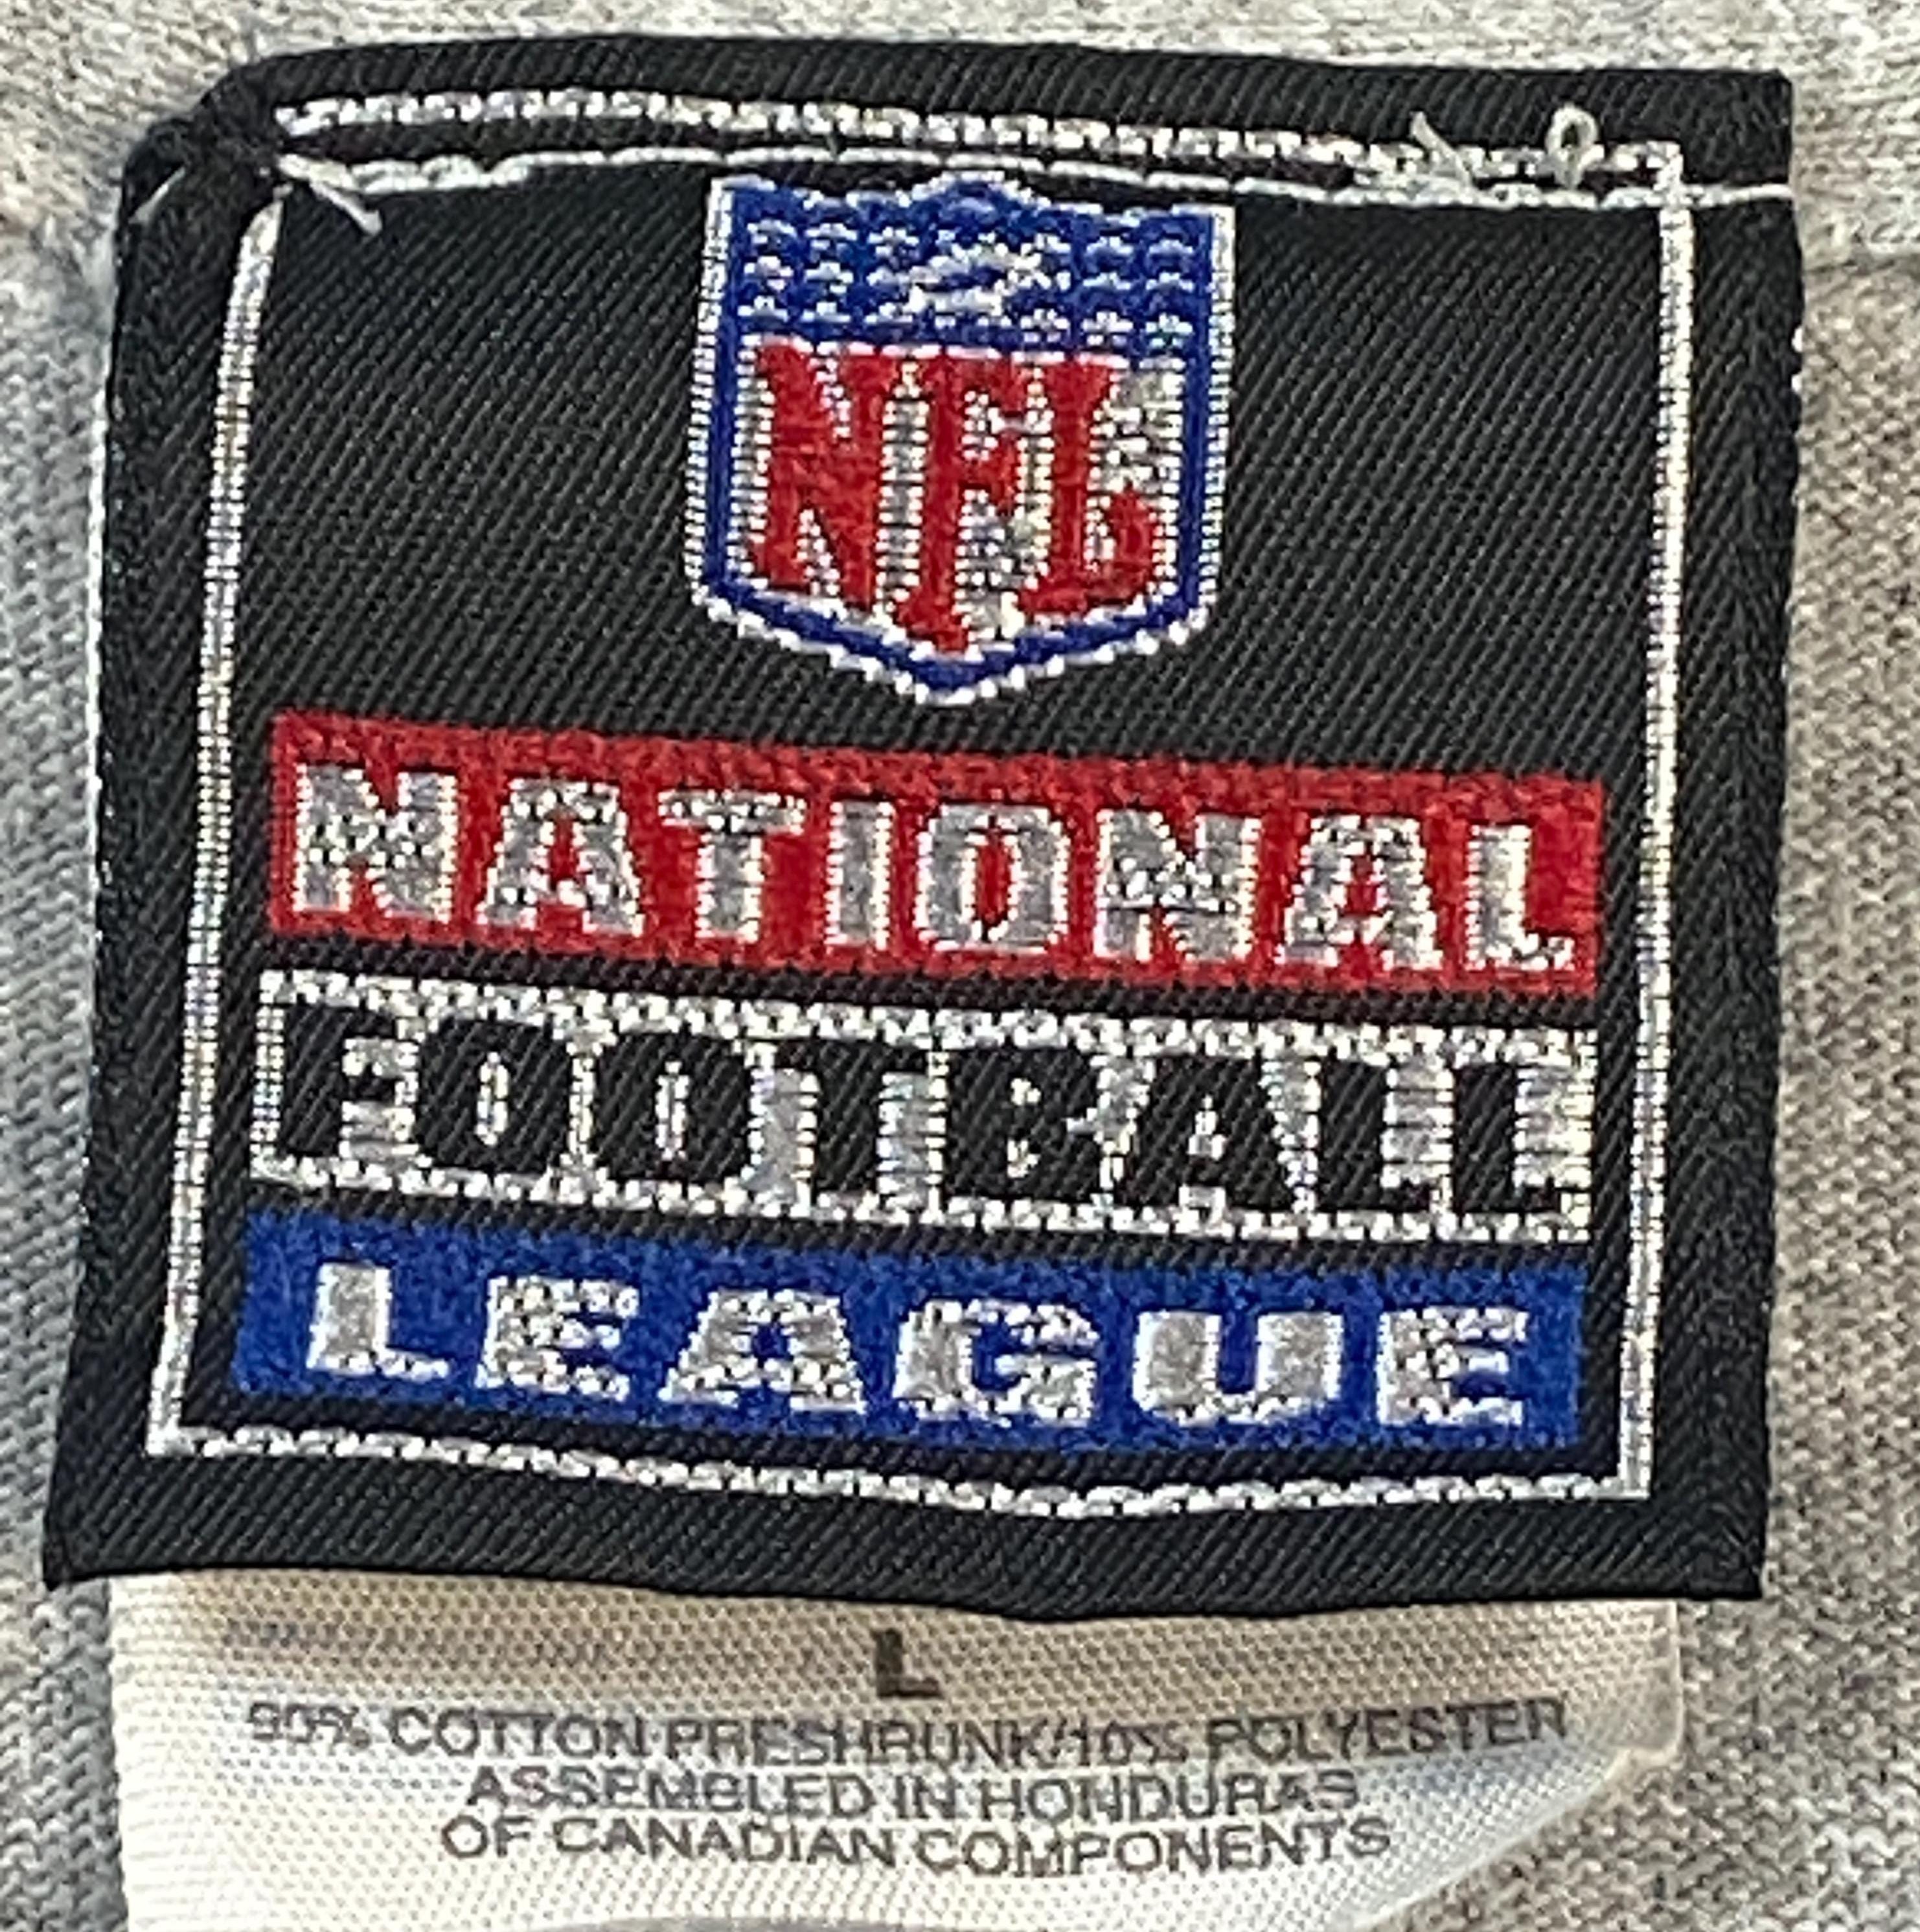 NFL
NATIONAL
FOOTBALL
LEAGUE
L
90% COTTON PRESHRUNK/10% POLYESTER
ASSEMBLED IN HONDURAS
OF CANADIAN COMPONENTS